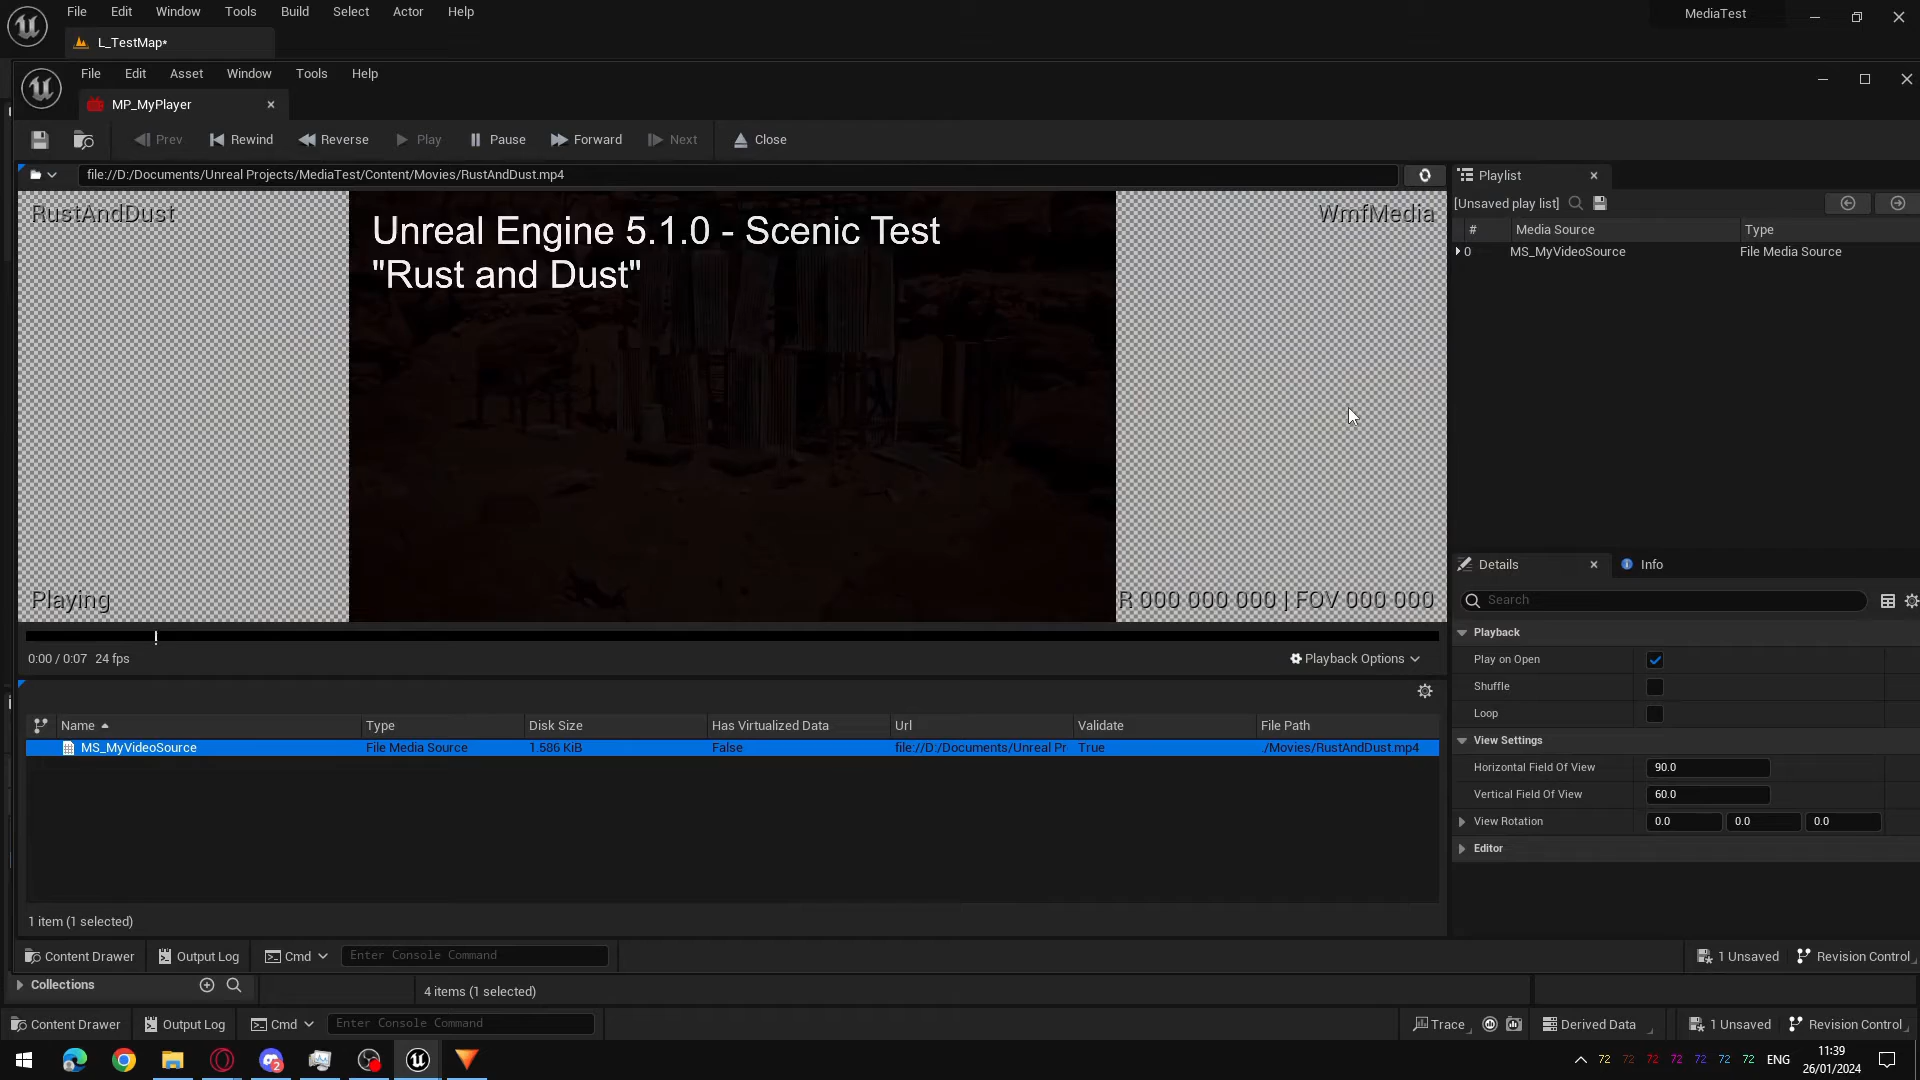 File Edit Window Tools Build Select Actor Help
MediaTest
L_TestMap*
File Edit Asset Window Tools Help
MP_MyPlayer
Prev Rewind Reverse Play Pause Forward Next Close
file://D:/Documents/Unreal Projects/MediaTest/Content/Movies/RustAndDust.mp4
RustAndDust
WmfMedia
Unreal Engine 5.1.0 - Scenic Test
"Rust and Dust"
Playing
R 000 000 000 | FOV 000 000
0:00 / 0:07 24 fps
Playback Options
Name Type Disk Size Has Virtualized Data Url Validate File Path
MS_MyVideoSource File Media Source 1.586 KiB False file://D:/Documents/Unreal Pr True ./Movies/RustAndDust.mp4
1 item (1 selected)
Playlist
[Unsaved play list]
# Media Source Type
0 MS_MyVideoSource File Media Source
Details Info
Search
Playback
Play on Open
Shuffle
Loop
View Settings
Horizontal Field Of View 90.0
Vertical Field Of View 60.0
View Rotation 0.0 0.0 0.0
Editor
Content Drawer Output Log Cmd Enter Console Command 1 Unsaved Revision Control
Collections 4 items (1 selected)
Content Drawer Output Log Cmd Enter Console Command Trace Derived Data 1 Unsaved Revision Control
2 72 72 72 72 72 72 72 ENG 11:39
26/01/2024